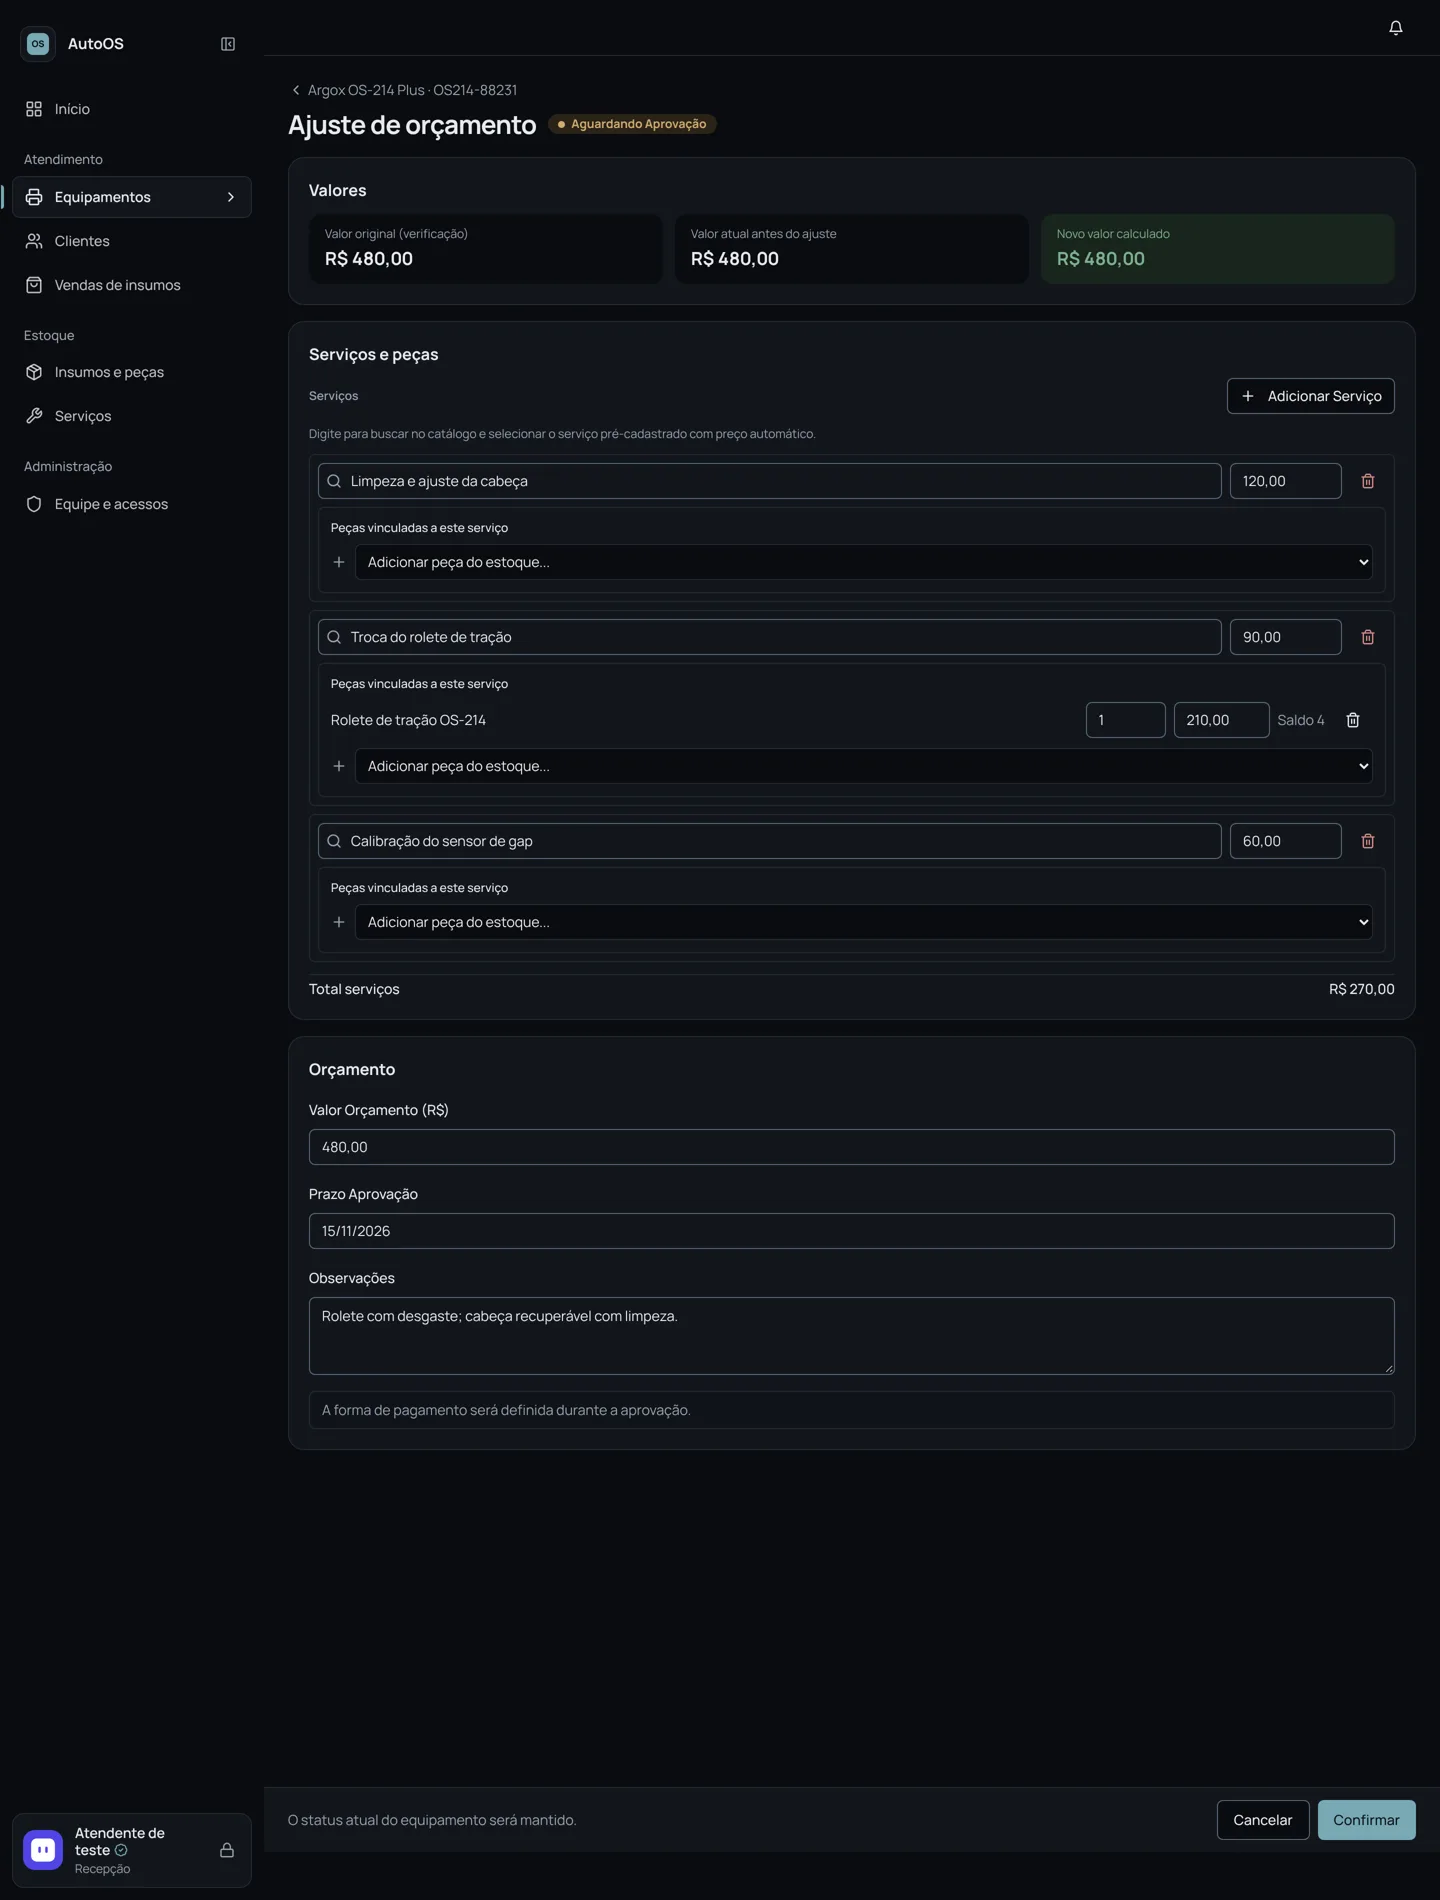 OS
AutoOS
Início
Atendimento
Equipamentos
Clientes
Vendas de insumos
Estoque
Insumos e peças
Serviços
Administração
Equipe e acessos
Atendente de
teste
Recepção
Argox OS-214 Plus · OS214-88231
Ajuste de orçamento
Aguardando Aprovação
Valores
Valor original (verificação)
R$ 480,00
Valor atual antes do ajuste
R$ 480,00
Novo valor calculado
R$ 480,00
Serviços e peças
Serviços
Adicionar Serviço
Digite para buscar no catálogo e selecionar o serviço pré-cadastrado com preço automático.
Limpeza e ajuste da cabeça
120,00
Peças vinculadas a este serviço
Adicionar peça do estoque...
Troca do rolete de tração
90,00
Peças vinculadas a este serviço
Rolete de tração OS-214
1
210,00
Saldo 4
Adicionar peça do estoque...
Calibração do sensor de gap
60,00
Peças vinculadas a este serviço
Adicionar peça do estoque...
Total serviços
R$ 270,00
Orçamento
Valor Orçamento (R$)
480,00
Prazo Aprovação
15/11/2026
Observações
Rolete com desgaste; cabeça recuperável com limpeza.
A forma de pagamento será definida durante a aprovação.
O status atual do equipamento será mantido.
Cancelar
Confirmar